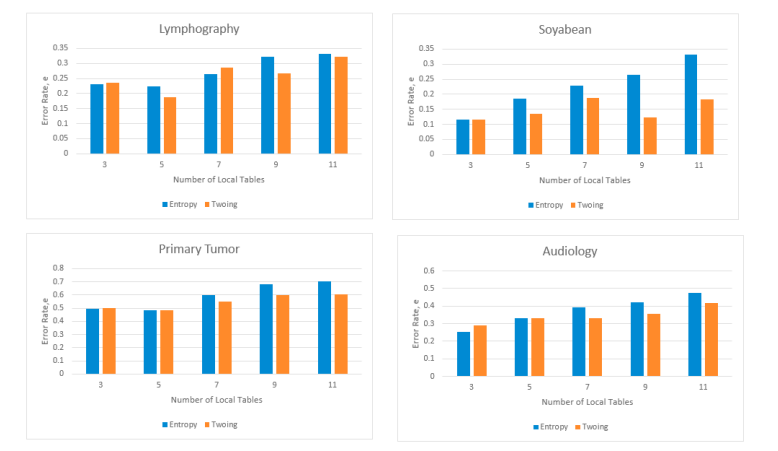 Lymphography
0.35
0.3
0.25
0.2
0.15
0.1
0.05
0
Error Rate, e
3 5 7 9 11
Number of Local Tables
Entropy Twoing
Soyabean
0.35
0.3
0.25
0.2
0.15
0.1
0.05
0
Error Rate, e
3 5 7 9 11
Number of Local Tables
Entropy Twoing
Primary Tumor
0.8
0.7
0.6
0.5
0.4
0.3
0.2
0.1
0
Error Rate,e
3 5 7 9 11
Number of Local Tables
Entropy Twoing
Audiology
0.6
0.5
0.4
0.3
0.2
0.1
0
Error Rate, e
3 5 7 9 11
Number of Local Tables
Entropy Twoing